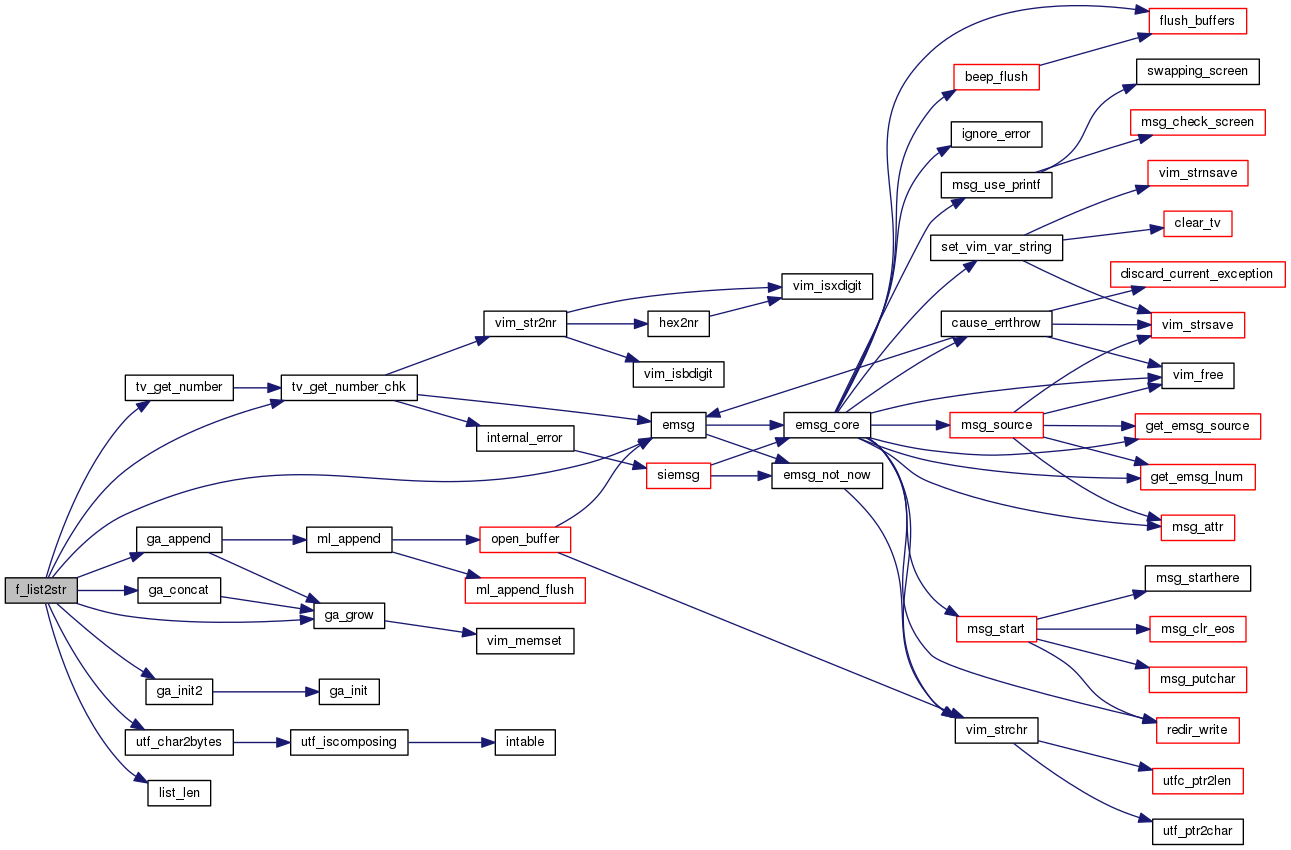 f_list2str
tv_get_number
tv_get_number_chk
vim_str2nr
vim_isxdigit
hex2nr
vim_isbdigit
internal_error
siemsg
emsg
emsg_core
emsg_not_now
ga_append
ml_append
open_buffer
ml_append_flush
ga_concat
ga_grow
vim_memset
ga_init2
ga_init
utf_char2bytes
utf_iscomposing
intable
list_len
flush_buffers
beep_flush
swapping_screen
ignore_error
msg_check_screen
msg_use_printf
vim_strnsave
set_vim_var_string
clear_tv
discard_current_exception
cause_errthrow
vim_strsave
vim_free
msg_source
get_emsg_source
get_emsg_lnum
msg_attr
msg_starthere
msg_start
msg_clr_eos
msg_putchar
redir_write
vim_strchr
utfc_ptr2len
utf_ptr2char